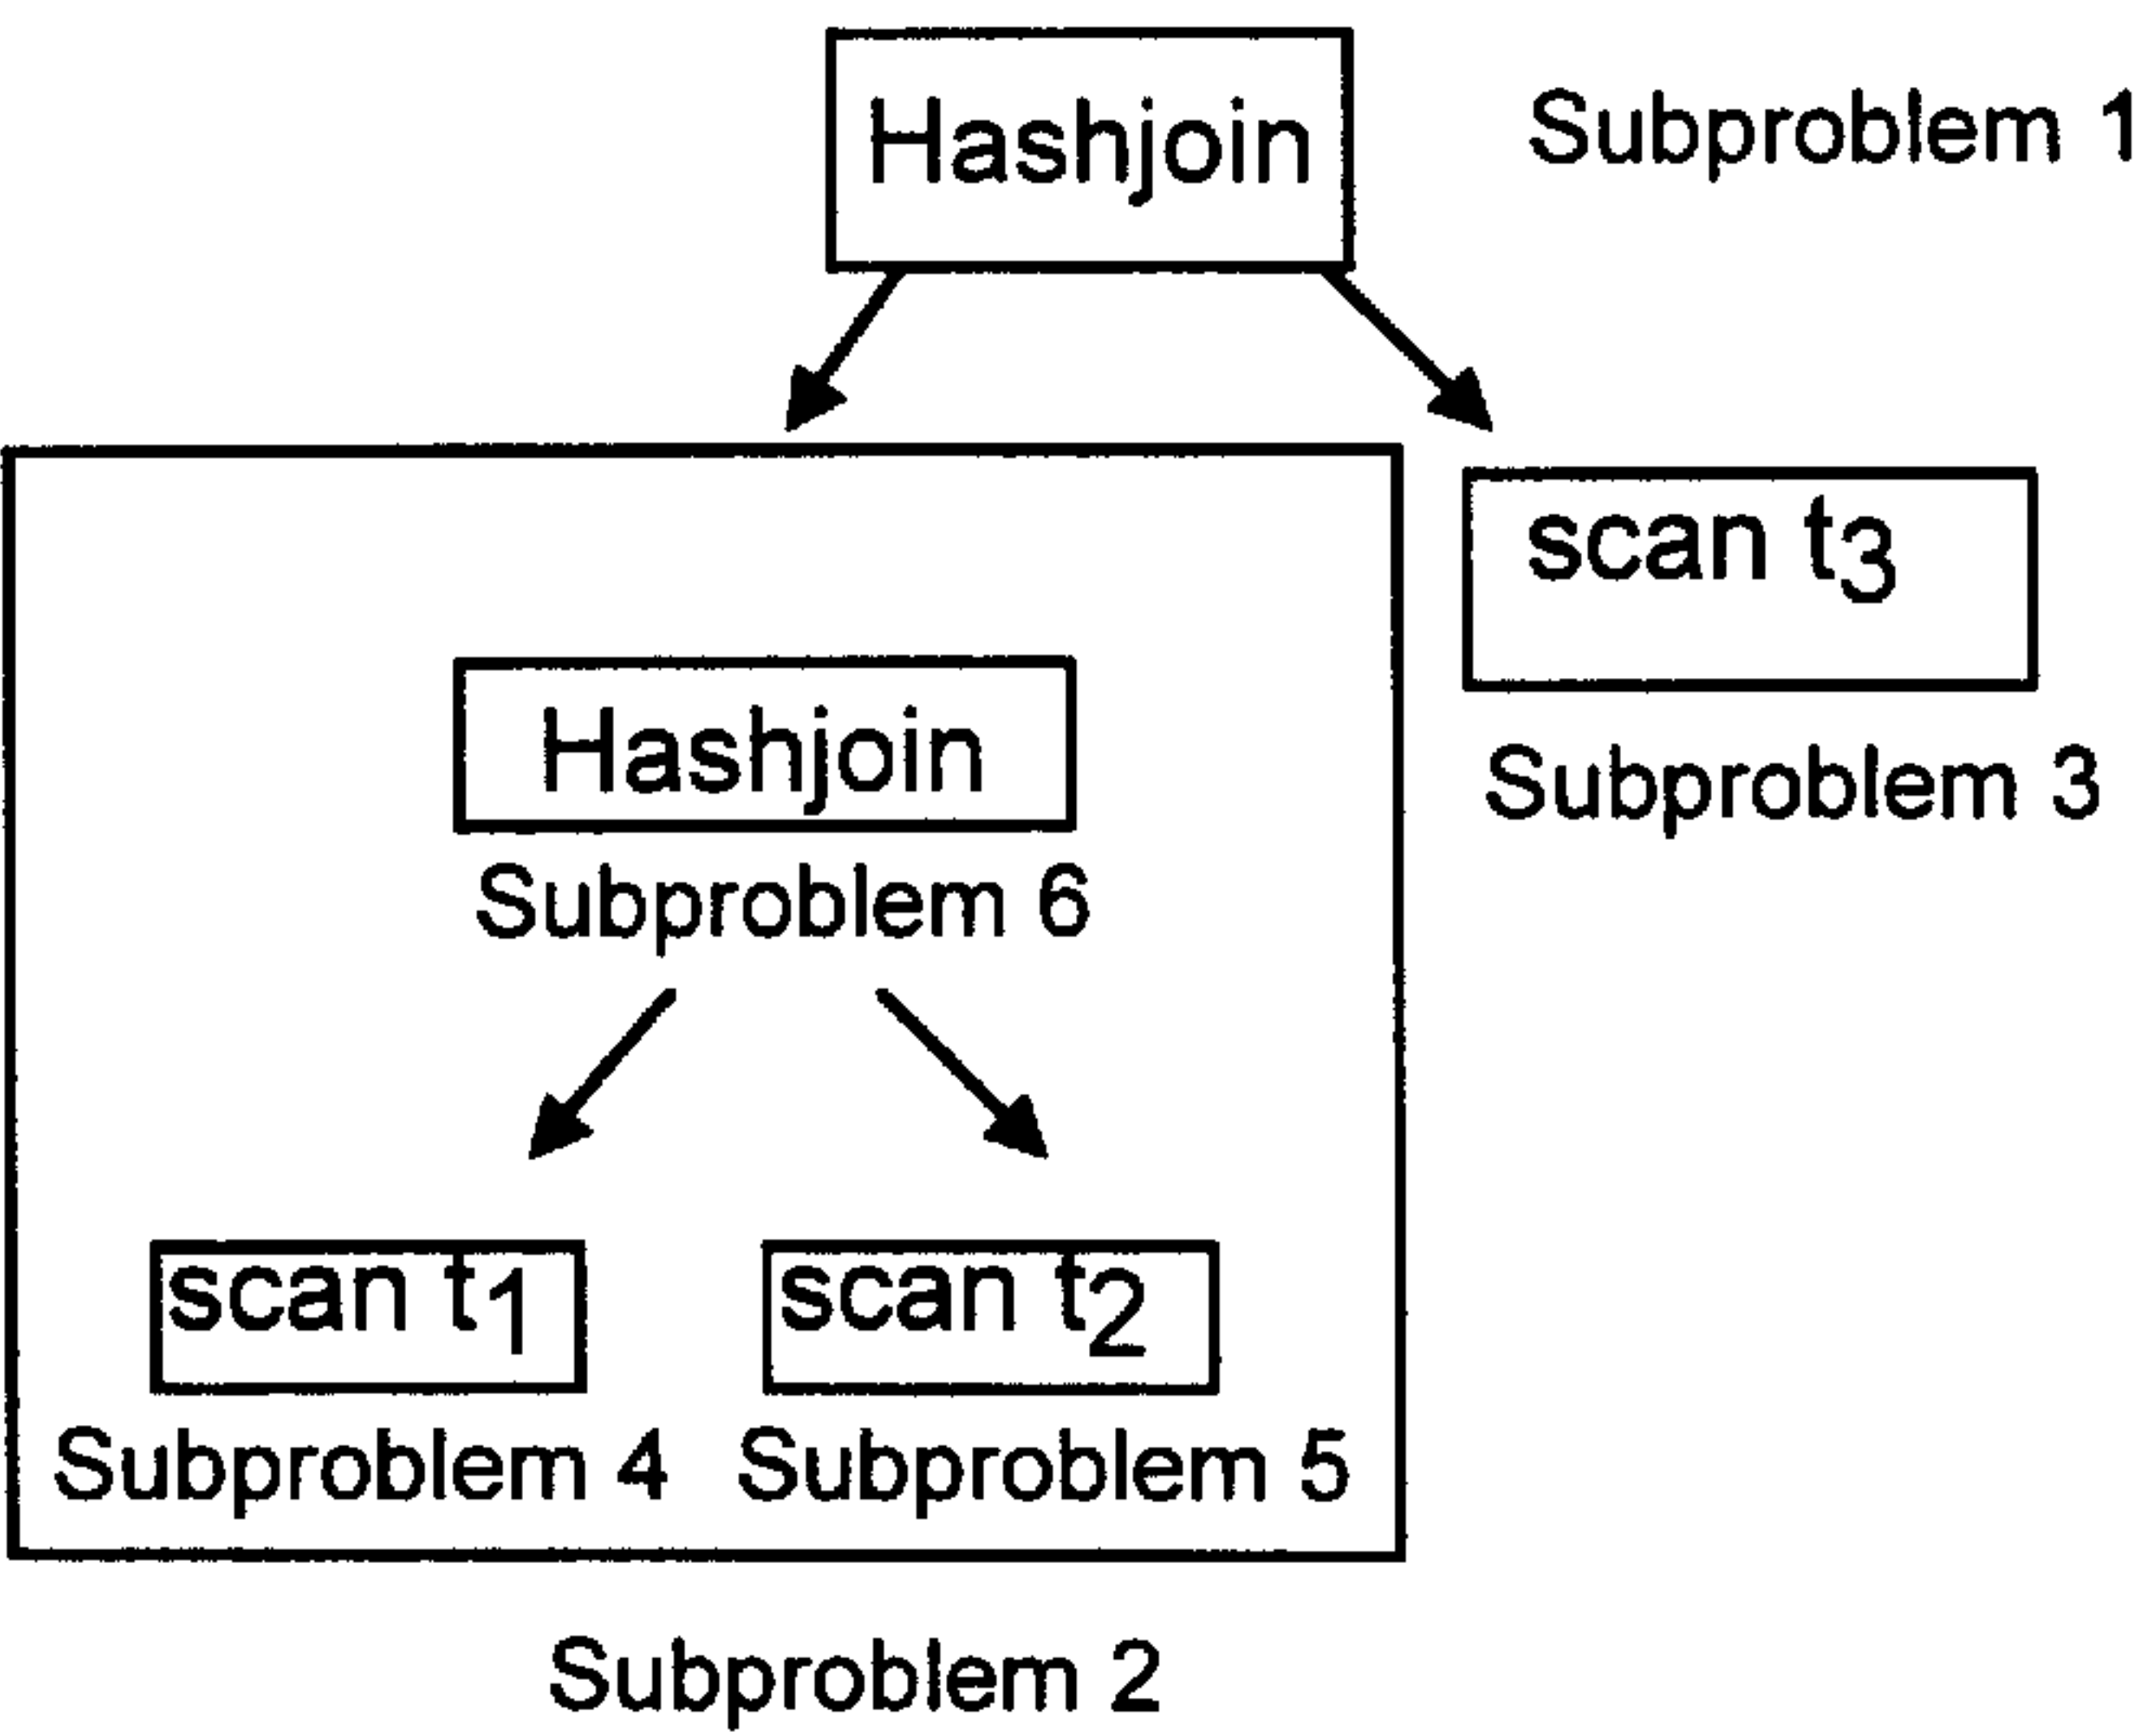 Hashjoin
Subproblem 1
scan t3
Subproblem 3
Hashjoin
Subproblem 6
scan t1
scan t2
Subproblem 4
Subproblem 5
Subproblem 2